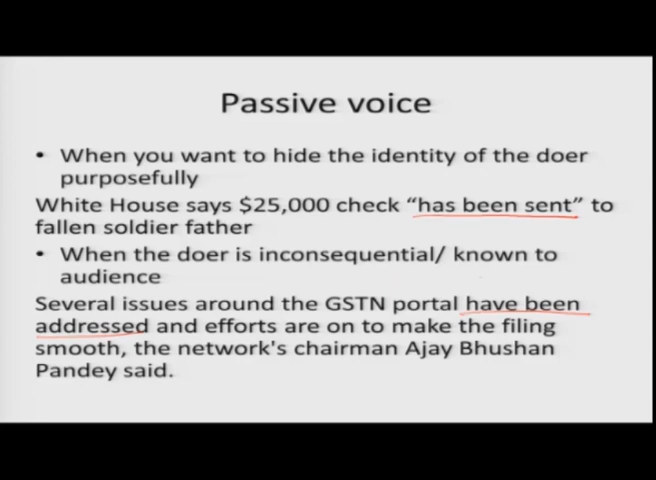 Passive voice
• When you want to hide the identity of the doer
purposefully
White House says $25,000 check “has been sent” to
fallen soldier father
• When the doer is inconsequential/ known to
audience
Several issues around the GSTN portal have been
addressed and efforts are on to make the filing
smooth, the network's chairman Ajay Bhushan
Pandey said.